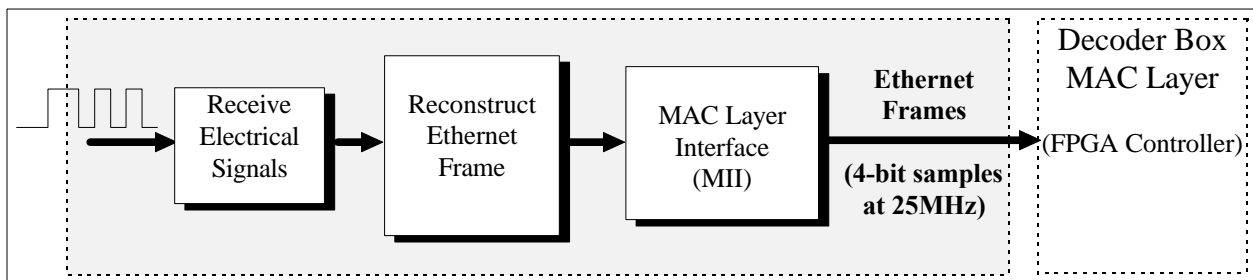 Receive
Electrical
Signals
Reconstruct
Ethernet
Frame
MAC Layer
Interface
(MII)
Ethernet
Frames
(4-bit samples
at 25MHz)
Decoder Box
MAC Layer
(FPGA Controller)